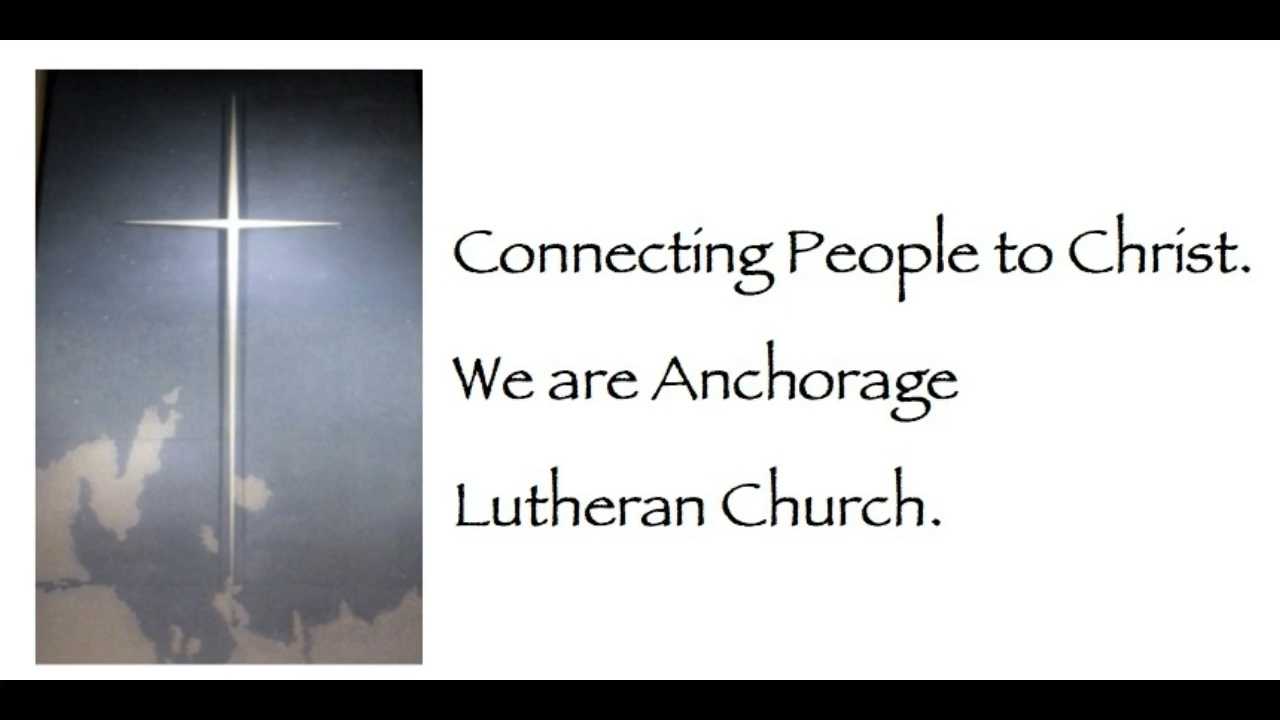 Connecting People to Christ.
We are Anchorage
Lutheran Church.